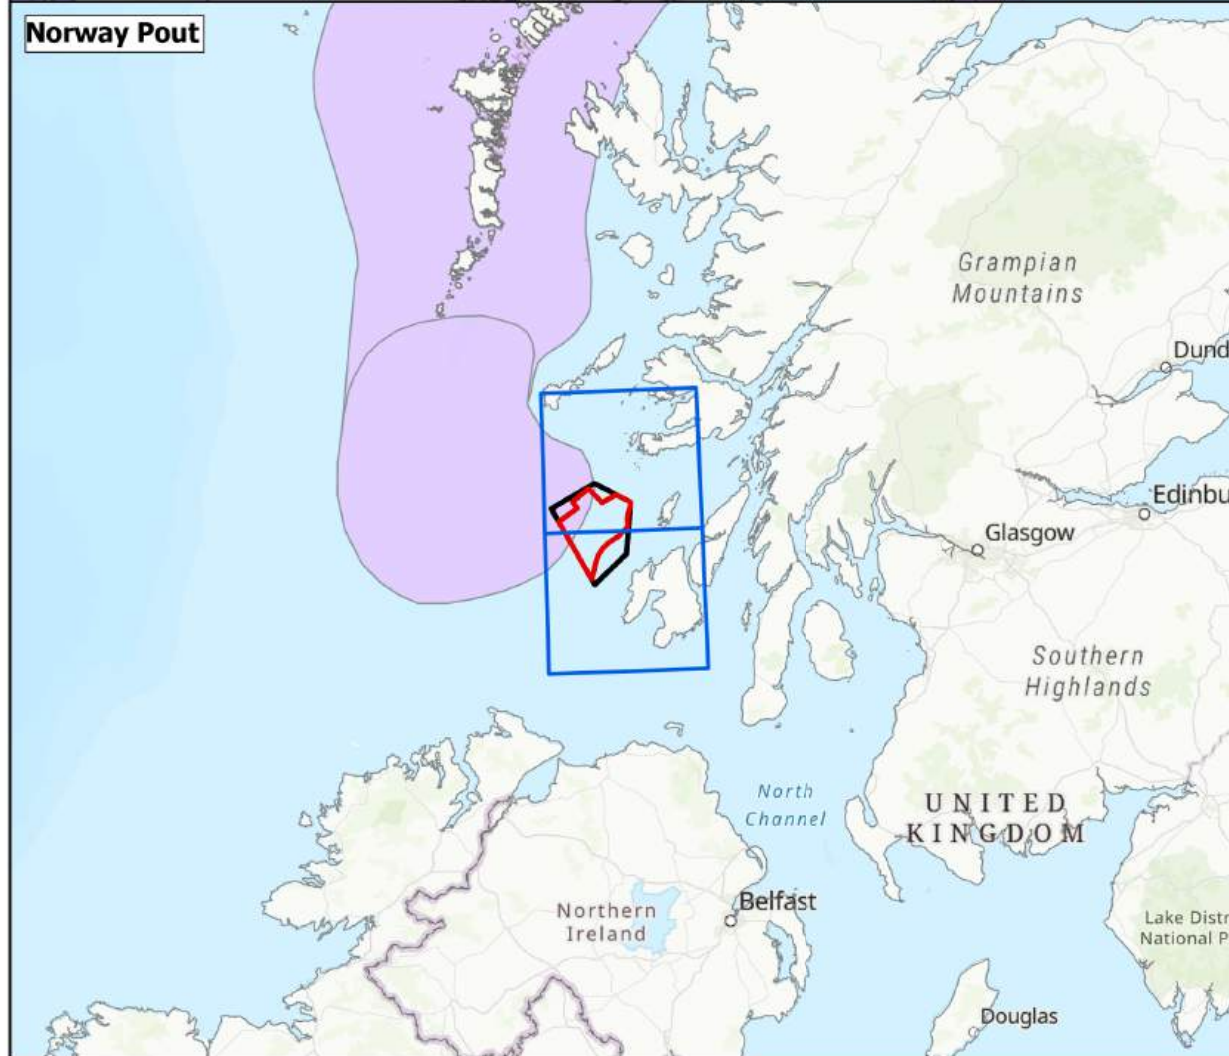 Norway Pout
Grampian
Mountains
Glasgow
Southern
Highlands
North
Channel
UNITED
KINGDOM
Northern
Ireland
Belfast
Lake Distr
National P
Douglas
Dund
Edinbu